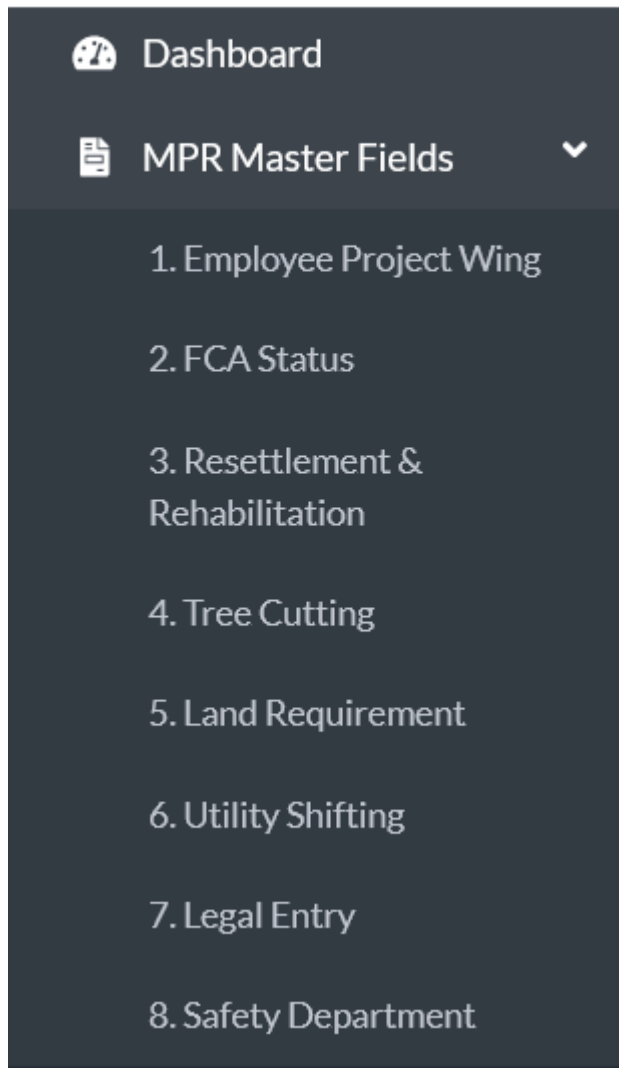 Dashboard
MPR Master Fields
1. Employee Project Wing
2. FCA Status
3. Resettlement &
Rehabilitation
4. Tree Cutting
5. Land Requirement
6. Utility Shifting
7. Legal Entry
8. Safety Department